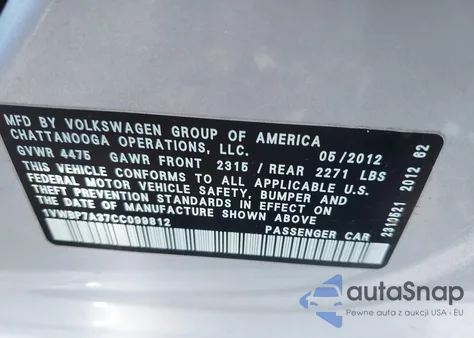 MFD BY VOLKSWAGEN GROUP OF AMERICA
CHATTANOOGA OPERATIONS, LLC. 05/2012
GVWR 4475 GAWR FRONT 2315/REAR 2271 LBS
THIS VEHICLE CONFORMS TO ALL APPLICABLE U.S.
FEDERAL MOTOR VEHICLE SAFETY, BUMPER AND
THEFT PREVENTION STANDARDS IN EFFECT ON
THE DATE OF MANUFACTURE SHOWN ABOVE
1VWBP7A37CC099812 PASSENGER CAR
2310521 2012 62
autoSnap
Pewne auta z aukcji USA - EU